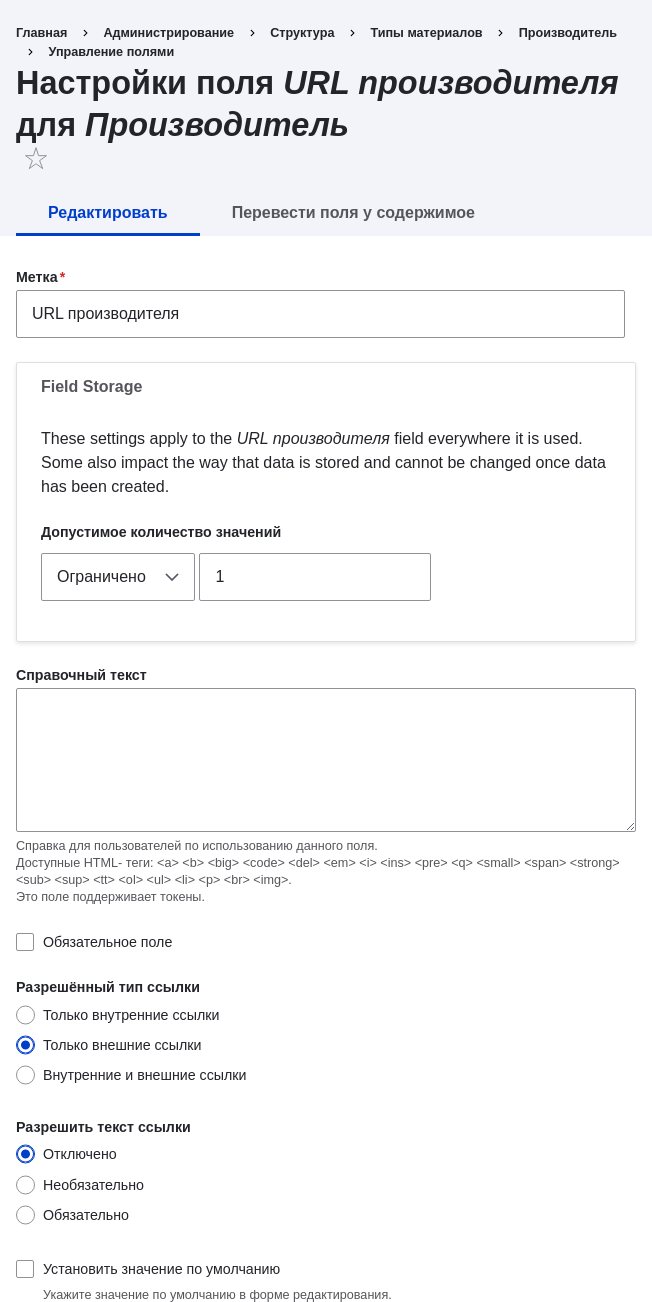 Главная > Администрирование > Структура > Типы материалов > Производитель
> Управление полями
Настройки поля URL производителя
для Производитель
Редактировать Перевести поля у содержимое
Метка*
URL производителя
Field Storage
These settings apply to the URL производителя field everywhere it is used.
Some also impact the way that data is stored and cannot be changed once data
has been created.
Допустимое количество значений
Ограничено 1
Справочный текст
Справка для пользователей по использованию данного поля.
Доступные HTML- теги: <a> <b> <big> <code> <del> <em> <i> <ins> <pre> <q> <small> <span> <strong>
<sub> <sup> <tt> <ol> <ul> <li> <p> <br> <img>.
Это поле поддерживает токены.
Обязательное поле
Разрешённый тип ссылки
Только внутренние ссылки
Только внешние ссылки
Внутренние и внешние ссылки
Разрешить текст ссылки
Отключено
Необязательно
Обязательно
Установить значение по умолчанию
Укажите значение по умолчанию в форме редактирования.